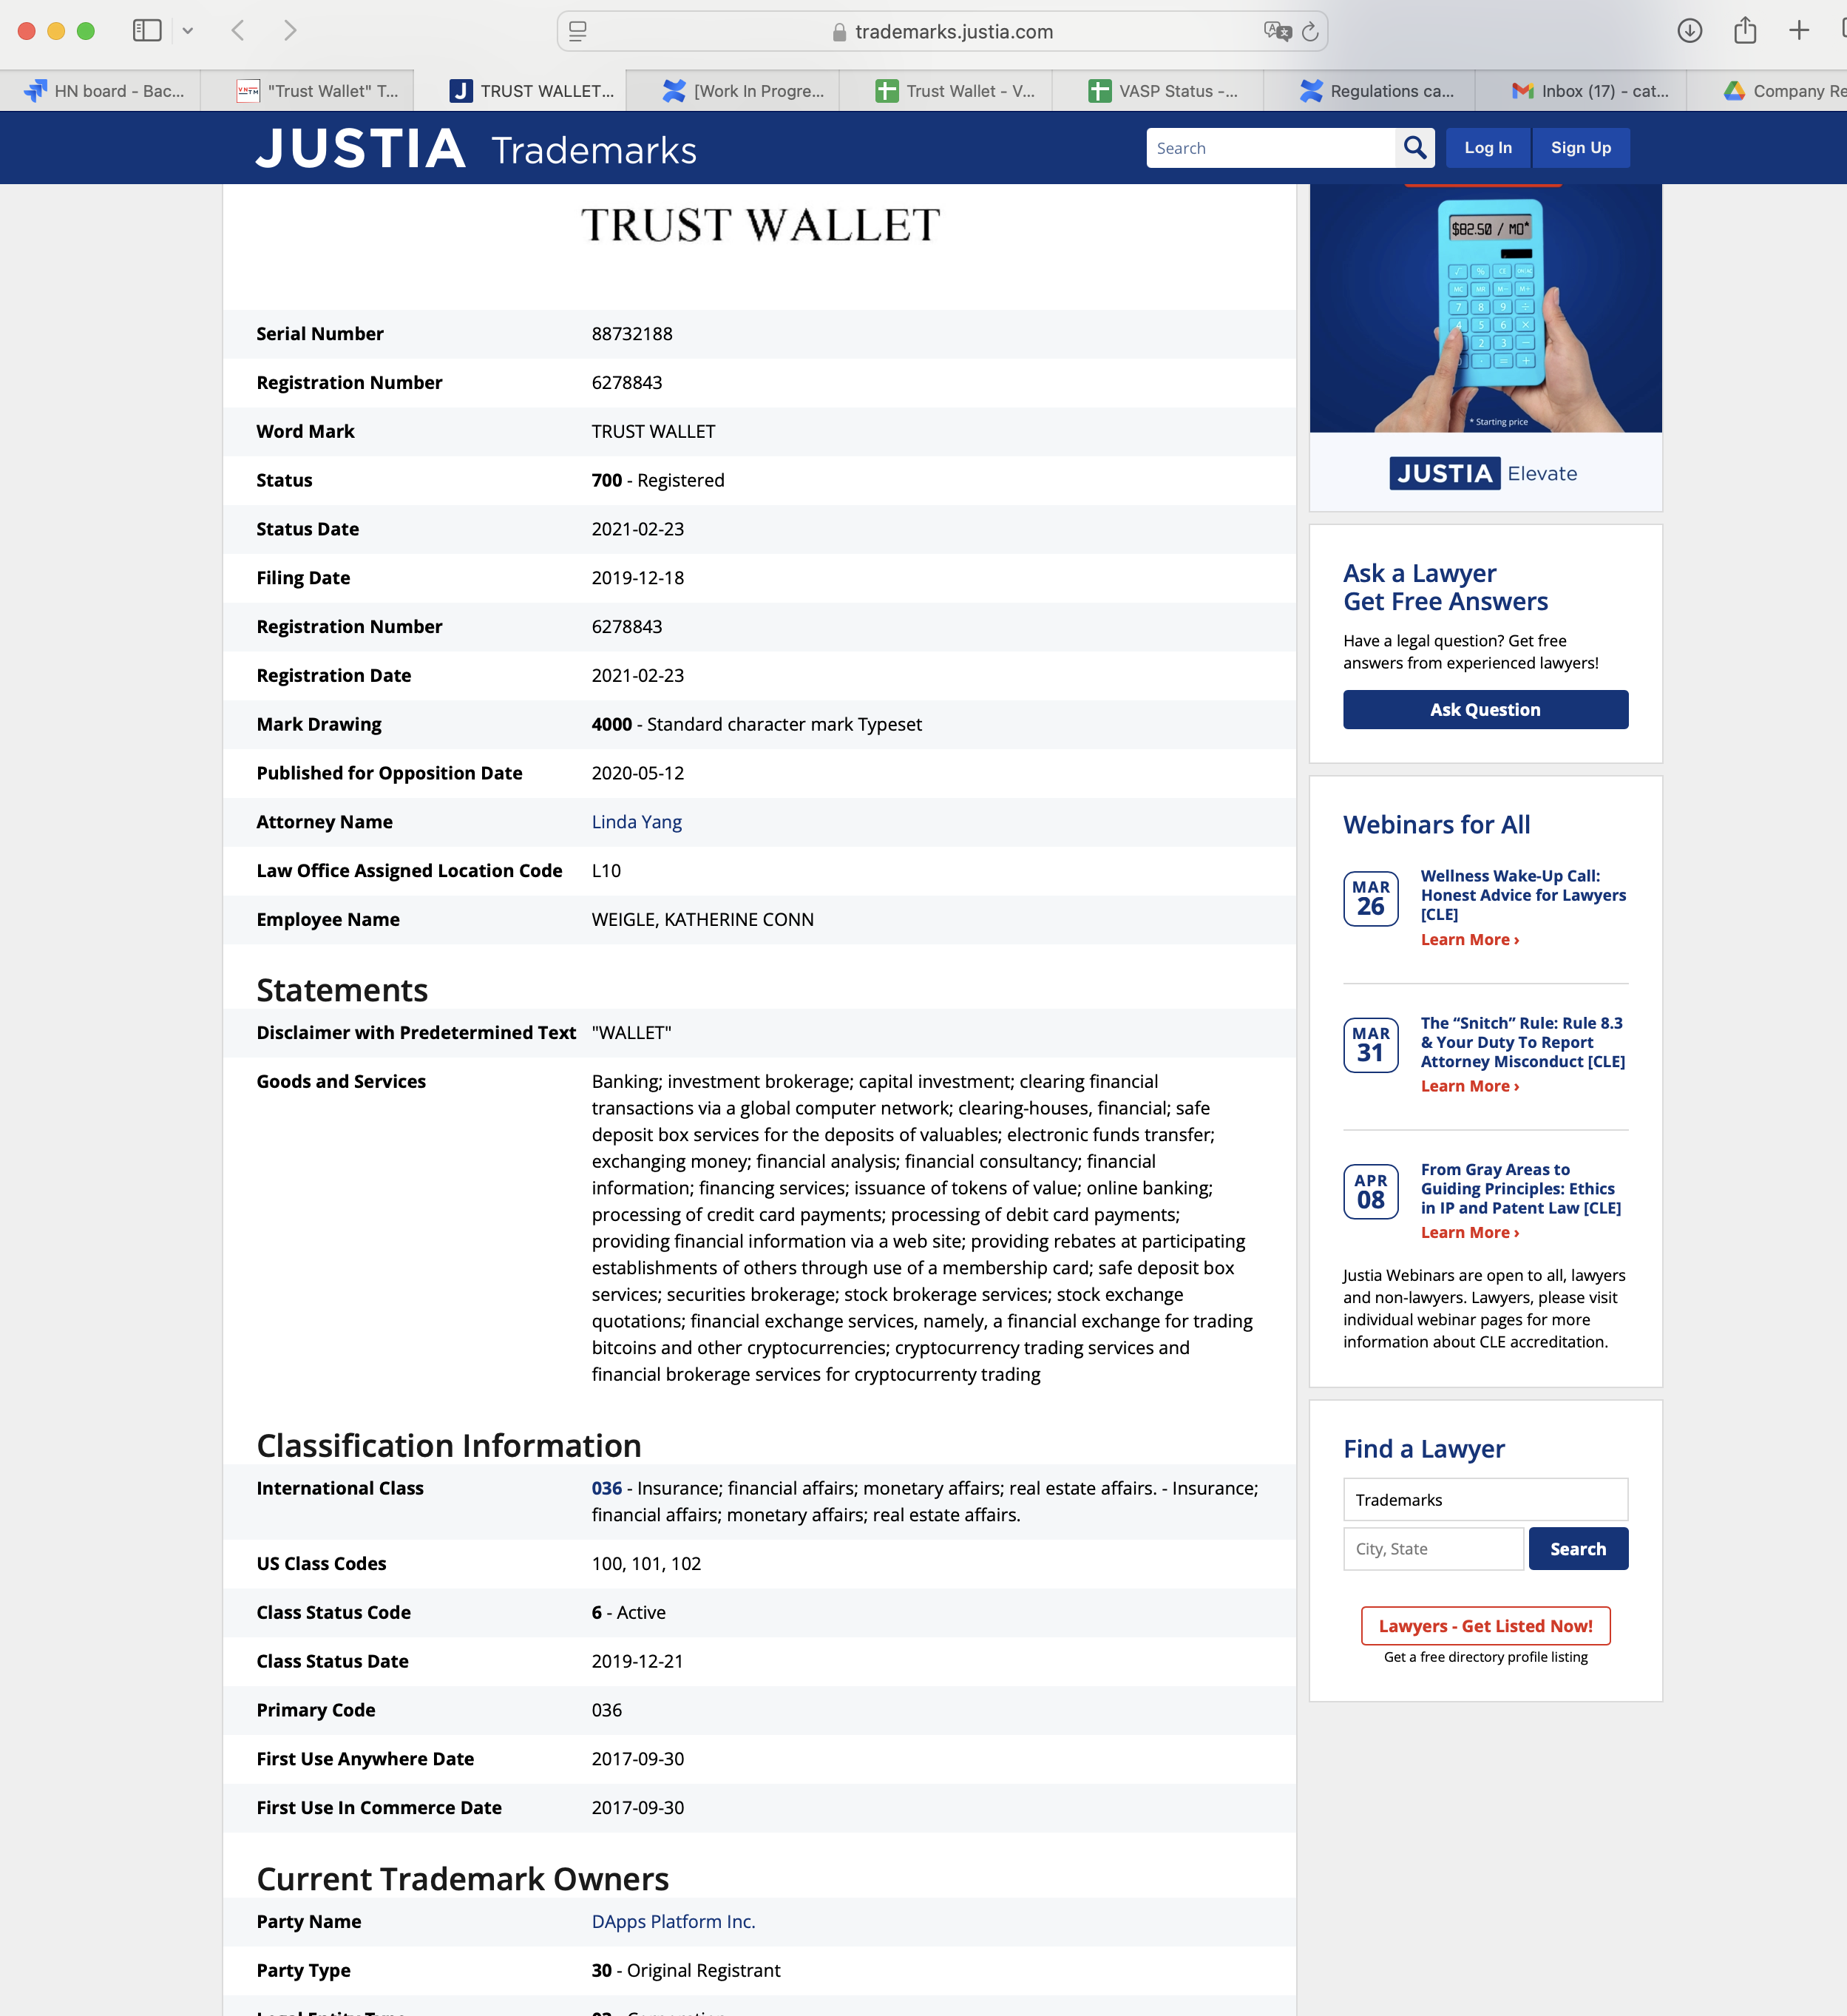 trademarks.justia.com
HN board - Bac...
"Trust Wallet" T...
J TRUST WALLET...
[Work In Progre...
Trust Wallet - V...
VASP Status -...
Regulations ca...
Inbox (17) - cat...
Company Re
JUSTIA Trademarks
Search
Log In
Sign Up
TRUST WALLET
Serial Number 88732188
Registration Number 6278843
Word Mark TRUST WALLET
Status 700 - Registered
Status Date 2021-02-23
Filing Date 2019-12-18
Registration Number 6278843
Registration Date 2021-02-23
Mark Drawing 4000 - Standard character mark Typeset
Published for Opposition Date 2020-05-12
Attorney Name Linda Yang
Law Office Assigned Location Code L10
Employee Name WEIGLE, KATHERINE CONN
Statements
Disclaimer with Predetermined Text "WALLET"
Goods and Services Banking; investment brokerage; capital investment; clearing financial
transactions via a global computer network; clearing-houses, financial; safe
deposit box services for the deposits of valuables; electronic funds transfer;
exchanging money; financial analysis; financial consultancy; financial
information; financing services; issuance of tokens of value; online banking;
processing of credit card payments; processing of debit card payments;
providing financial information via a web site; providing rebates at participating
establishments of others through use of a membership card; safe deposit box
services; securities brokerage; stock brokerage services; stock exchange
quotations; financial exchange services, namely, a financial exchange for trading
bitcoins and other cryptocurrencies; cryptocurrency trading services and
financial brokerage services for cryptocurrenty trading
Classification Information
International Class 036 - Insurance; financial affairs; monetary affairs; real estate affairs. - Insurance;
financial affairs; monetary affairs; real estate affairs.
US Class Codes 100, 101, 102
Class Status Code 6 - Active
Class Status Date 2019-12-21
Primary Code 036
First Use Anywhere Date 2017-09-30
First Use In Commerce Date 2017-09-30
Current Trademark Owners
Party Name DApps Platform Inc.
Party Type 30 - Original Registrant
$82.50 / MO*
* Starting price
JUSTIA Elevate
Ask a Lawyer
Get Free Answers
Have a legal question? Get free
answers from experienced lawyers!
Ask Question
Webinars for All
MAR
26
Wellness Wake-Up Call:
Honest Advice for Lawyers
[CLE]
Learn More ›
MAR
31
The “Snitch” Rule: Rule 8.3
& Your Duty To Report
Attorney Misconduct [CLE]
Learn More ›
APR
08
From Gray Areas to
Guiding Principles: Ethics
in IP and Patent Law [CLE]
Learn More ›
Justia Webinars are open to all, lawyers
and non-lawyers. Lawyers, please visit
individual webinar pages for more
information about CLE accreditation.
Find a Lawyer
Trademarks
City, State
Search
Lawyers - Get Listed Now!
Get a free directory profile listing